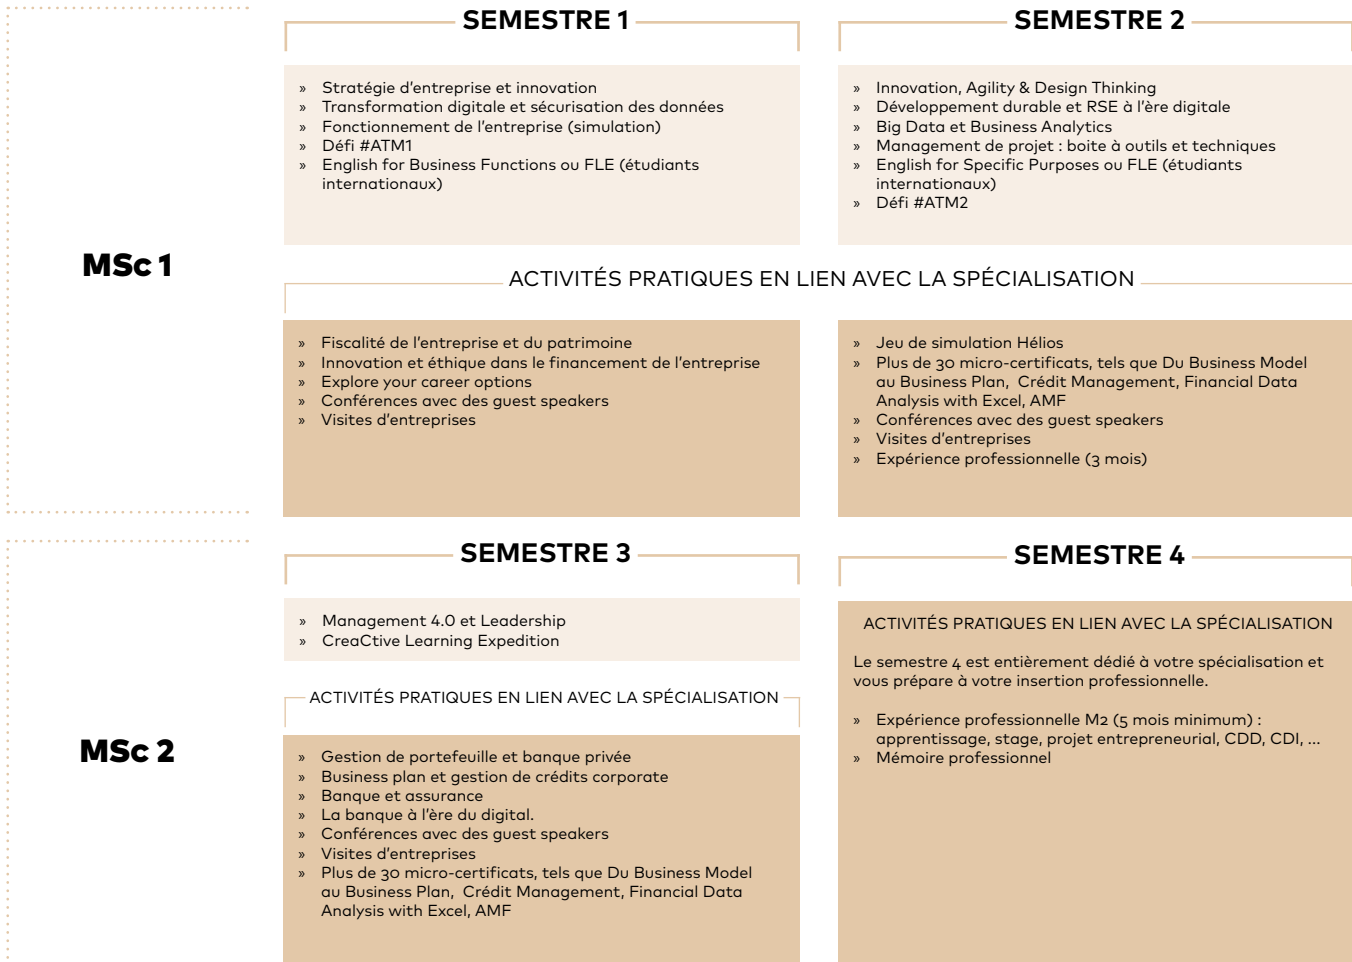 MSc 1
SEMESTRE 1
» Stratégie d'entreprise et innovation
» Transformation digitale et sécurisation des données
» Fonctionnement de l'entreprise (simulation)
» Défi #ATM1
» English for Business Functions ou FLE (étudiants
internationaux)
SEMESTRE 2
» Innovation, Agility & Design Thinking
» Développement durable et RSE à l'ère digitale
» Big Data et Business Analytics
» Management de projet : boite à outils et techniques
» English for Specific Purposes ou FLE (étudiants
internationaux)
» Défi #ATM2
ACTIVITÉS PRATIQUES EN LIEN AVEC LA SPÉCIALISATION
» Fiscalité de l'entreprise et du patrimoine
» Innovation et éthique dans le financement de l'entreprise
» Explore your career options
» Conférences avec des guest speakers
» Visites d'entreprises
» Jeu de simulation Hélios
» Plus de 30 micro-certificats, tels que Du Business Model
au Business Plan, Crédit Management, Financial Data
Analysis with Excel, AMF
» Conférences avec des guest speakers
» Visites d'entreprises
» Expérience professionnelle (3 mois)
MSc 2
SEMESTRE 3
» Management 4.0 et Leadership
» CreaCtive Learning Expedition
ACTIVITÉS PRATIQUES EN LIEN AVEC LA SPÉCIALISATION
» Gestion de portefeuille et banque privée
» Business plan et gestion de crédits corporate
» Banque et assurance
» La banque à l'ère du digital.
» Conférences avec des guest speakers
» Visites d'entreprises
» Plus de 30 micro-certificats, tels que Du Business Model
au Business Plan, Crédit Management, Financial Data
Analysis with Excel, AMF
SEMESTRE 4
ACTIVITÉS PRATIQUES EN LIEN AVEC LA SPÉCIALISATION
Le semestre 4 est entièrement dédié à votre spécialisation et
vous prépare à votre insertion professionnelle.
» Expérience professionnelle M2 (5 mois minimum) :
apprentissage, stage, projet entrepreneurial, CDD, CDI, ...
» Mémoire professionnel